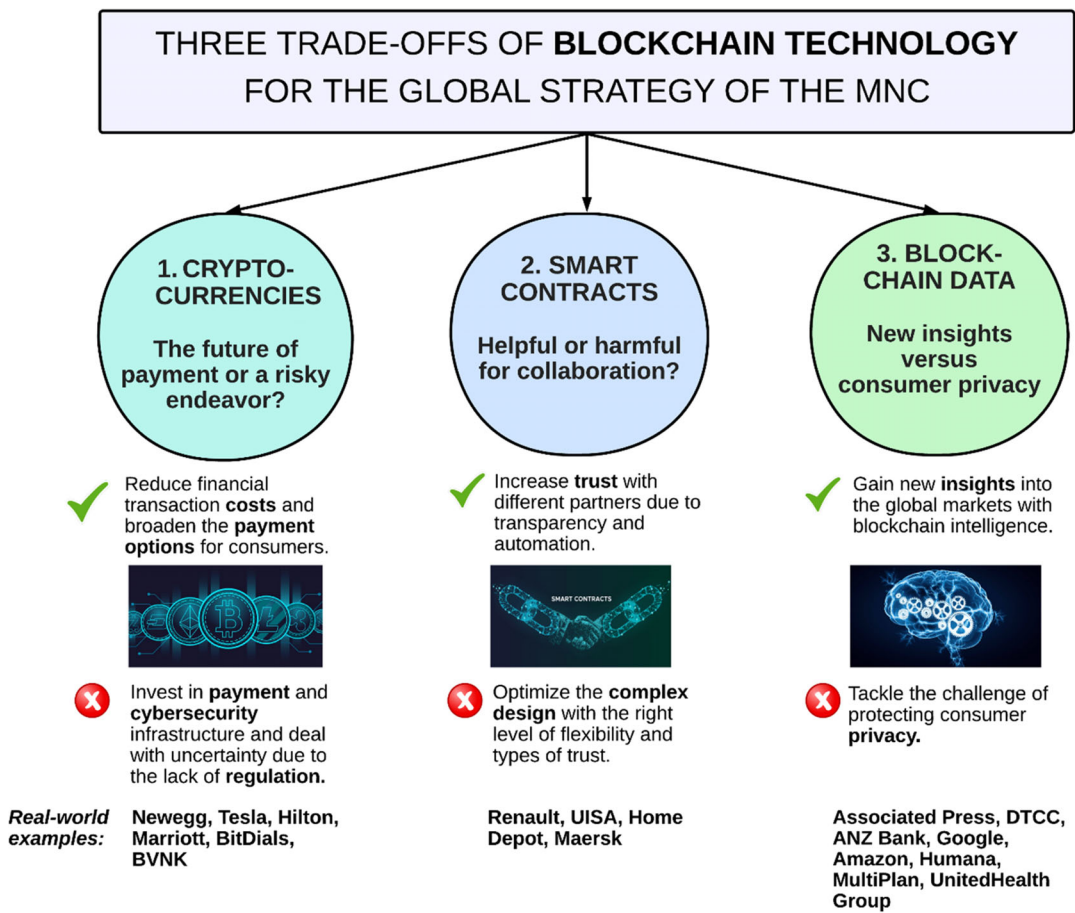 THREE TRADE-OFFS OF BLOCKCHAIN TECHNOLOGY
FOR THE GLOBAL STRATEGY OF THE MNC
1. CRYPTO-
CURRENCIES
The future of
payment or a risky
endeavor?
Reduce financial
transaction costs and
broaden the payment
options for consumers.
Invest in payment and
cybersecurity
infrastructure and deal
with uncertainty due to
the lack of regulation.
2. SMART
CONTRACTS
Helpful or harmful
for collaboration?
Increase trust with
different partners due to
transparency and
automation.
SMART CONTRACTS
Optimize the complex
design with the right
level of flexibility and
types of trust.
3. BLOCK-
CHAIN DATA
New insights
versus
consumer privacy
Gain new insights into
the global markets with
blockchain intelligence.
Tackle the challenge of
protecting consumer
privacy.
Real-world
examples:
Newegg, Tesla, Hilton,
Marriott, BitDials,
BVNK
Renault, UISA, Home
Depot, Maersk
Associated Press, DTCC,
ANZ Bank, Google,
Amazon, Humana,
MultiPlan, UnitedHealth
Group